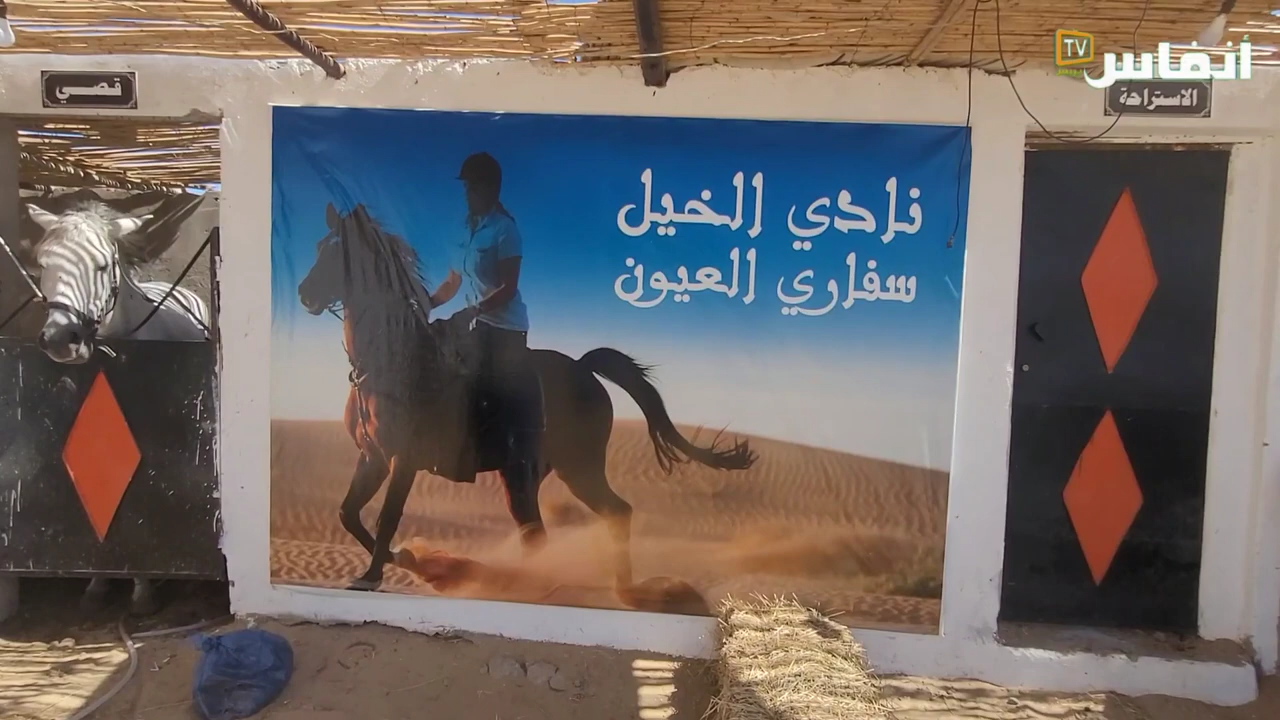 TV أنفاس
قصي
الاستراحة
نادي الخيل
سفاري العيون